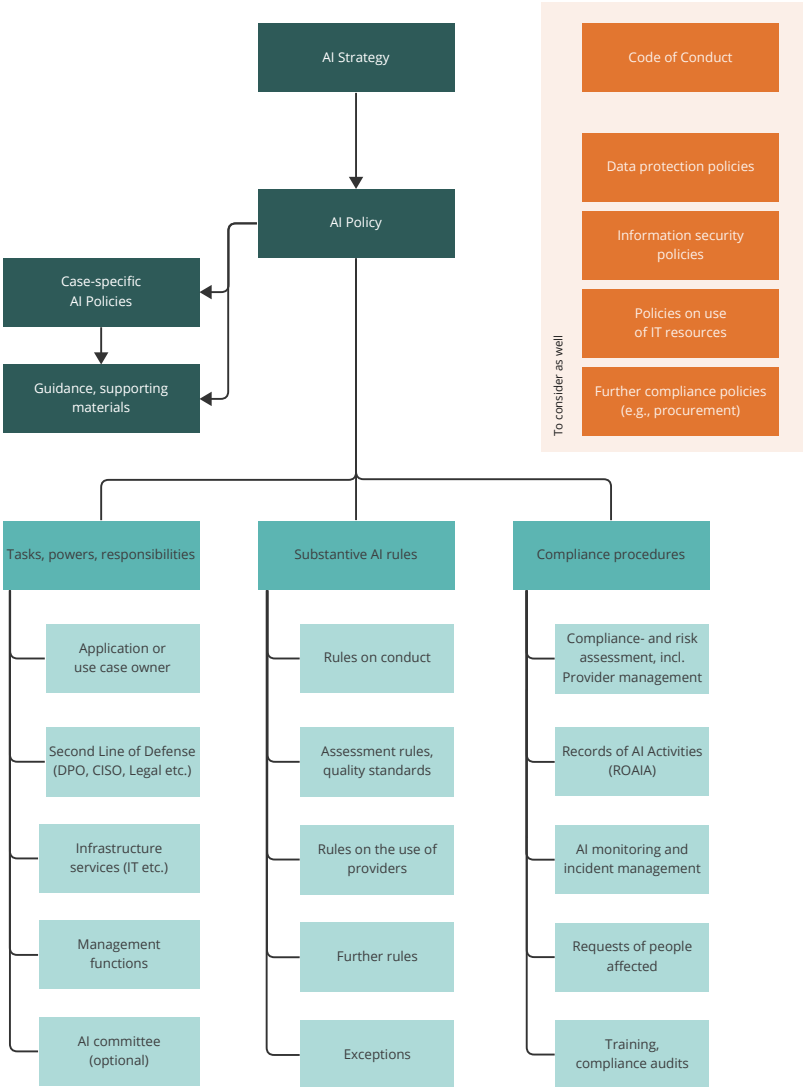 AI Strategy
AI Policy
Case-specific
AI Policies
Guidance, supporting
materials
Code of Conduct
Data protection policies
Information security
policies
Policies on use
of IT resources
Further compliance policies
(e.g., procurement)
To consider as well
Tasks, powers, responsibilities
Application or
use case owner
Second Line of Defense
(DPO, CISO, Legal etc.)
Infrastructure
services (IT etc.)
Management
functions
AI committee
(optional)
Substantive AI rules
Rules on conduct
Assessment rules,
quality standards
Rules on the use of
providers
Further rules
Exceptions
Compliance procedures
Compliance- and risk
assessment, incl.
Provider management
Records of AI Activities
(ROAIA)
AI monitoring and
incident management
Requests of people
affected
Training,
compliance audits